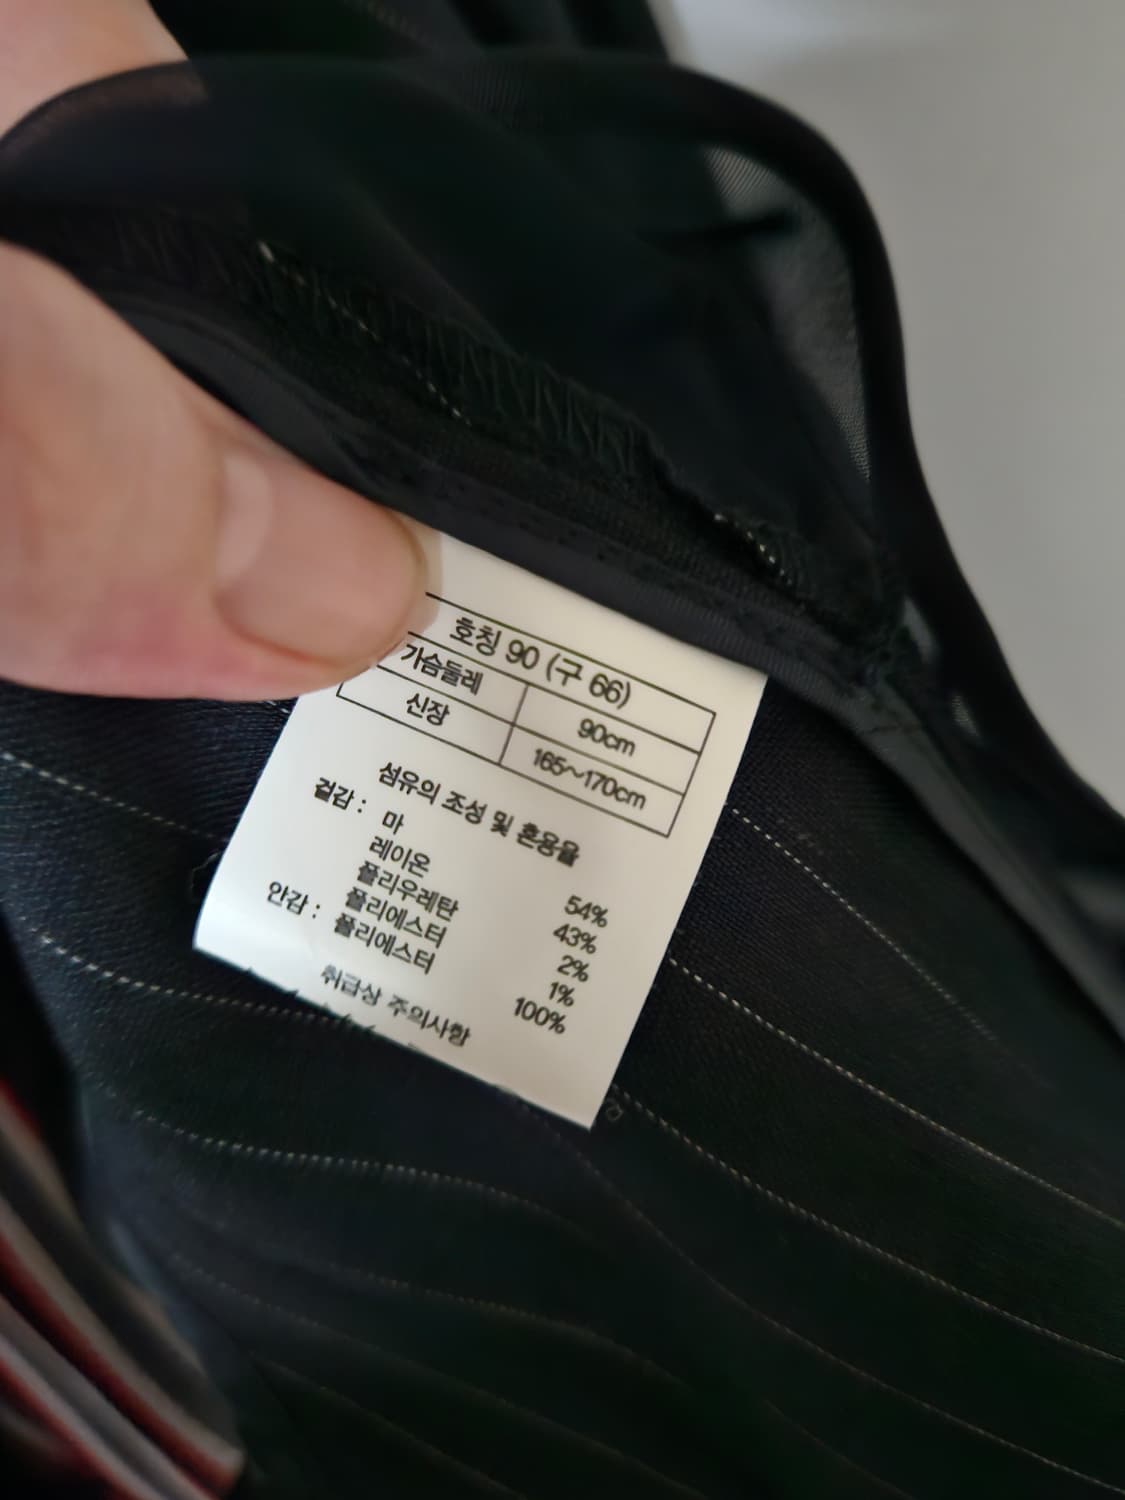 호칭 90 (구 66)
가슴둘레 90cm
신장 165~170cm
섬유의 조성 및 혼용율
겉감 : 마 54%
레이온 43%
폴리우레탄 2%
폴리에스터 1%
안감 : 폴리에스터 100%
취급상 주의사항